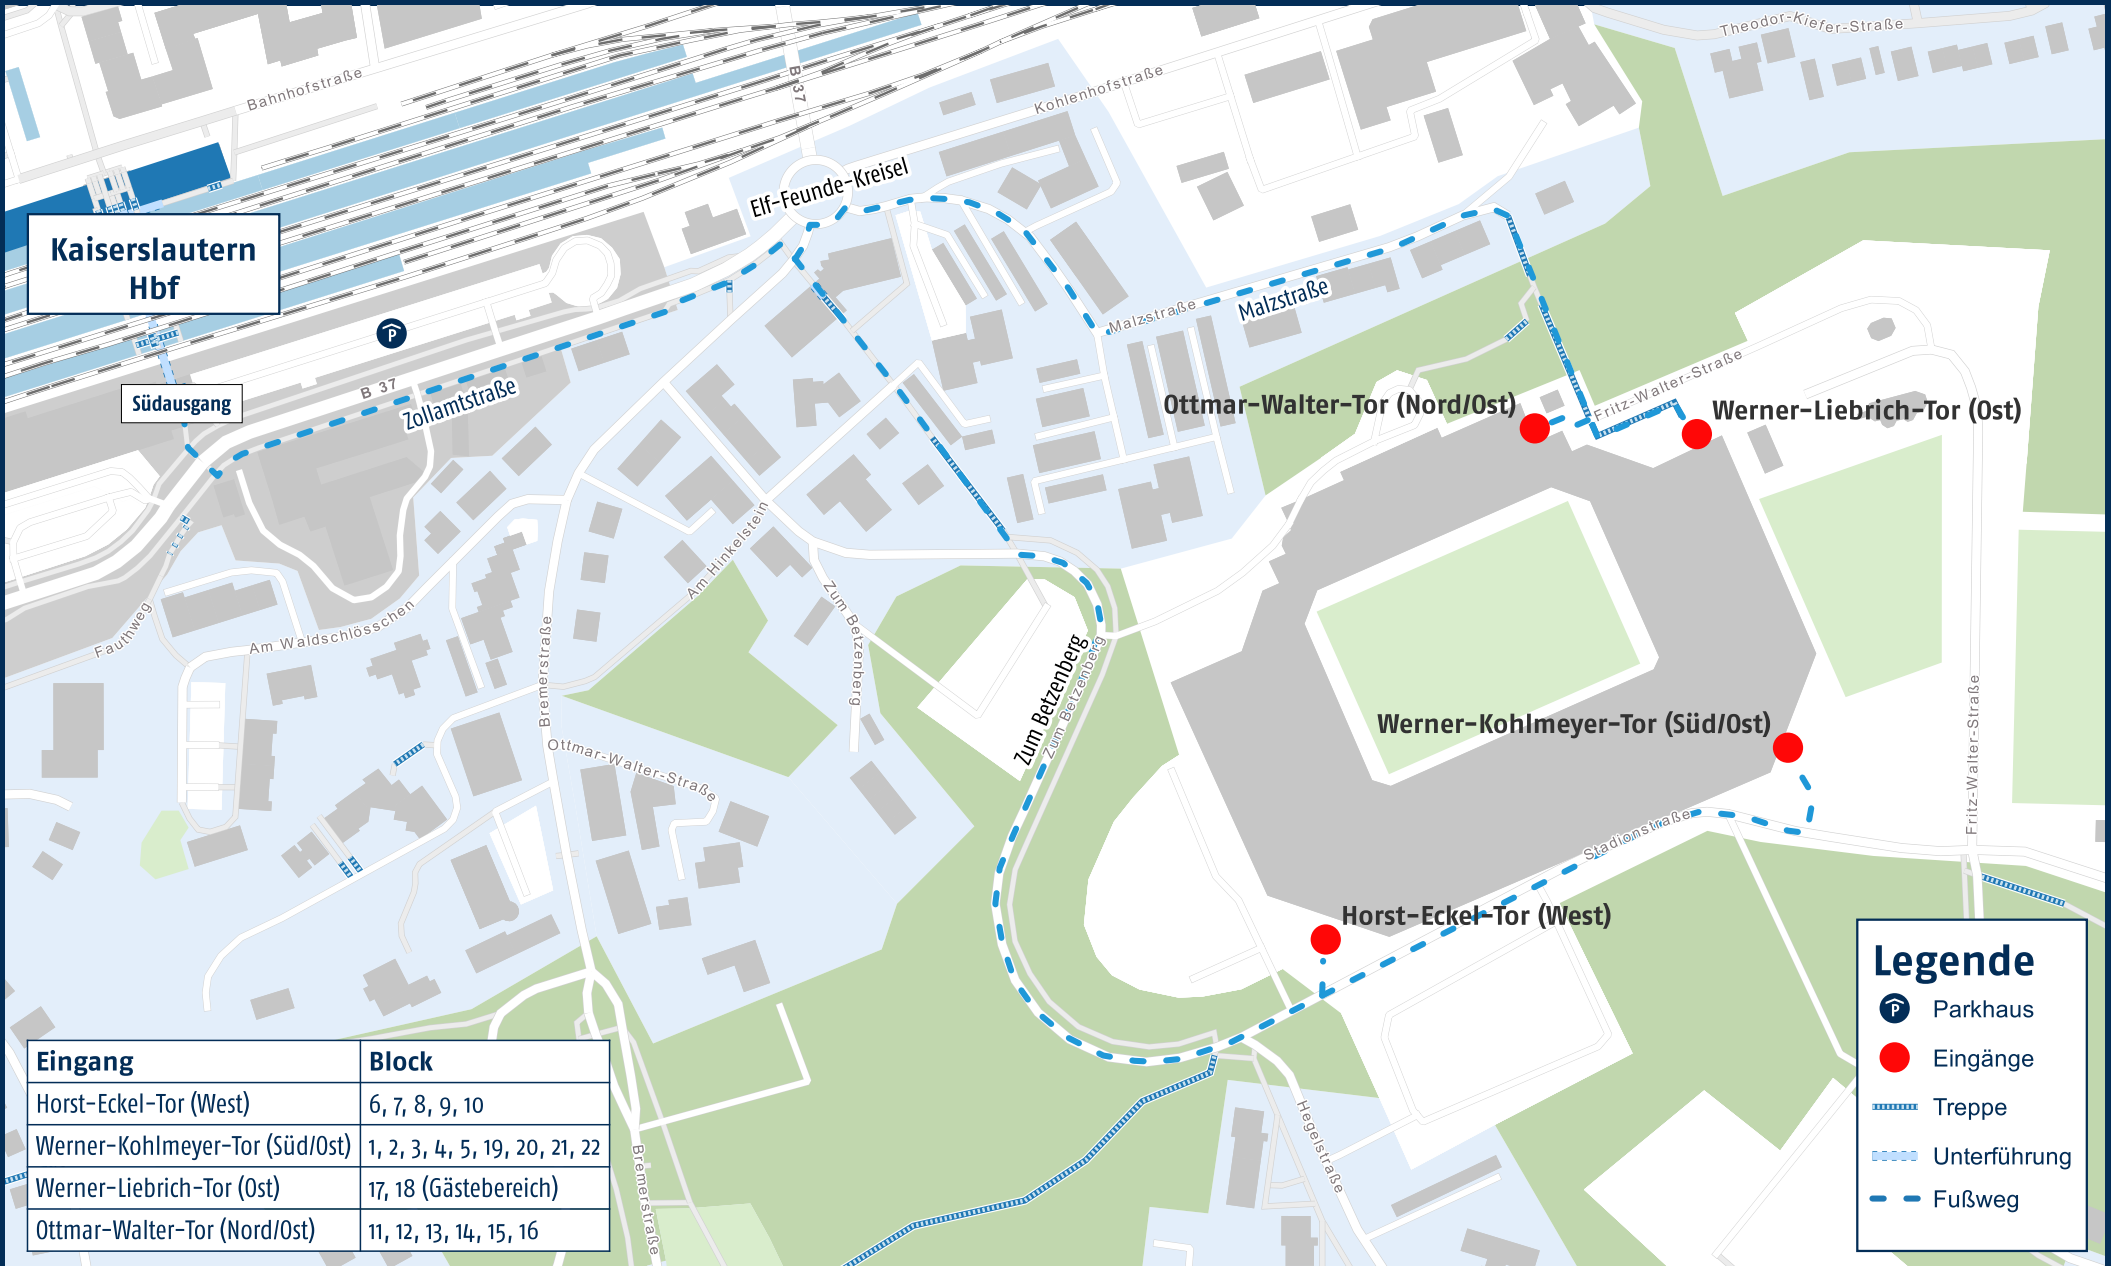 Theodor-Kiefer-Straße
Bahnhofstraße
B 37
Kohlenhofstraße
Elf-Feunde-Kreisel
Kaiserslautern
Hbf
P
Malzstraße
Malzstraße
Südausgang
B 37
Zollamtstraße
Fritz-Walter-Straße
Ottmar-Walter-Tor (Nord/Ost)
Werner-Liebrich-Tor (Ost)
Am Hinkelstein
Fauthweg
Am Waldschlösschen
Bremerstraße
Zum Betzenberg
Zum Betzenberg
Zum Betzenberg
Werner-Kohlmeyer-Tor (Süd/Ost)
Fritz-Walter-Straße
Ottmar-Walter-Straße
Stadionstraße
Horst-Eckel-Tor (West)
Hegelstraße
Bremerstraße
Eingang Block
Horst-Eckel-Tor (West) 6, 7, 8, 9, 10
Werner-Kohlmeyer-Tor (Süd/Ost) 1, 2, 3, 4, 5, 19, 20, 21, 22
Werner-Liebrich-Tor (Ost) 17, 18 (Gästebereich)
Ottmar-Walter-Tor (Nord/Ost) 11, 12, 13, 14, 15, 16
Legende
P Parkhaus
Eingänge
Treppe
Unterführung
Fußweg